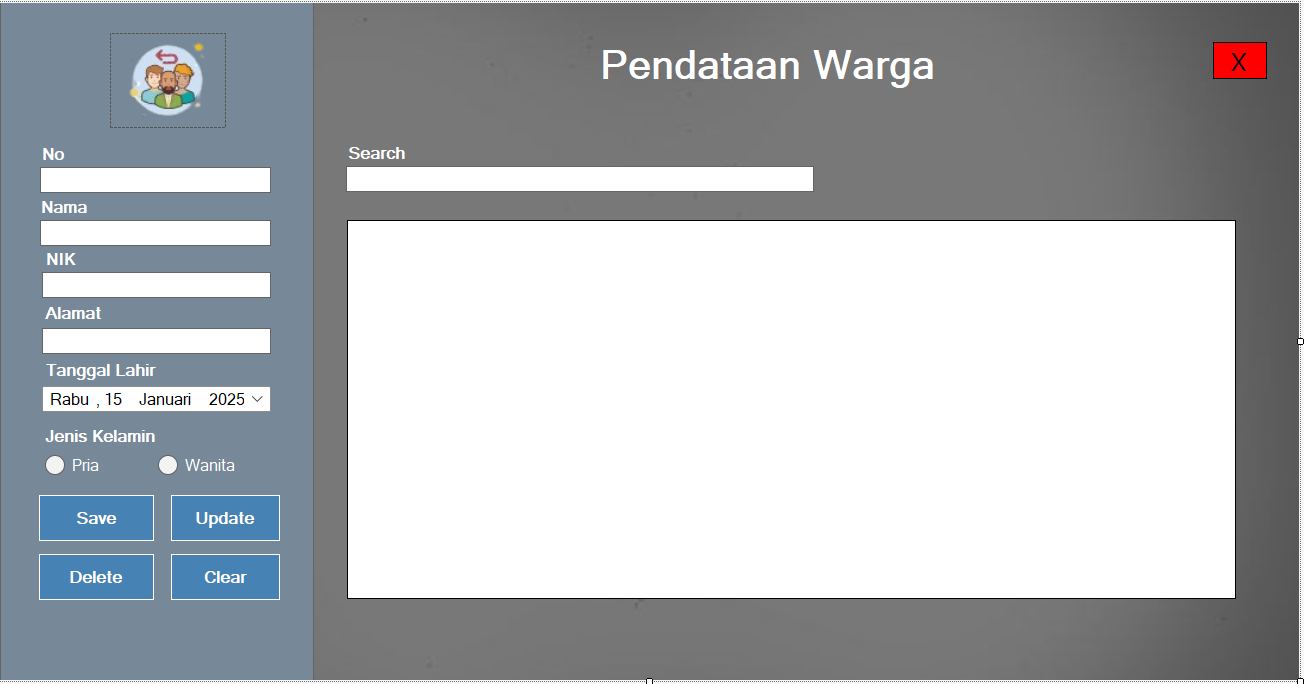 Pendataan Warga
X
No
Nama
NIK
Alamat
Tanggal Lahir
Rabu , 15 Januari 2025
Jenis Kelamin
Pria Wanita
Save Update
Delete Clear
Search